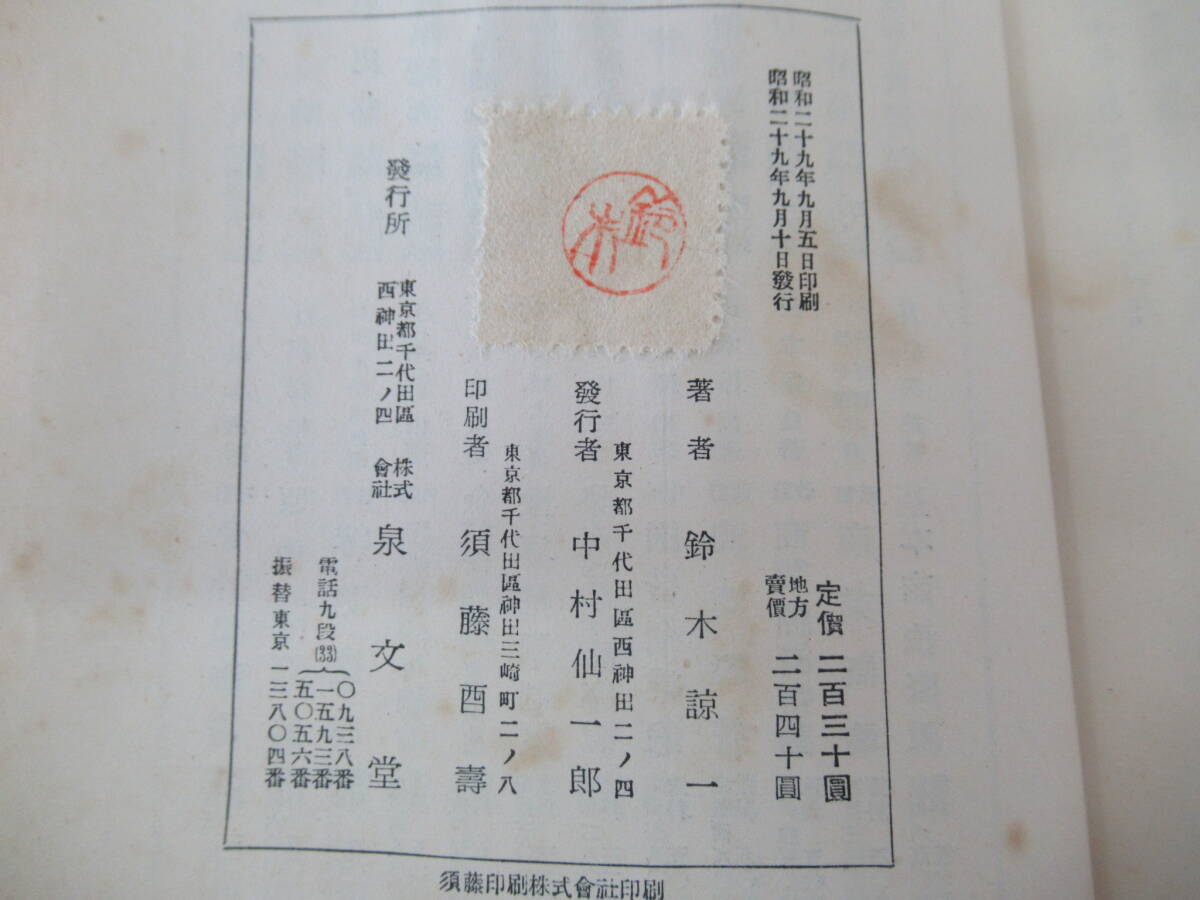 昭和二十九年九月五日印刷
昭和二十九年九月十日發行
定價 二百三十圓
地方賣價 二百四十圓
鈴木
著者 鈴木諒一
東京都千代田區西神田二ノ四
發行者 中村仙一郎
東京都千代田區神田三崎町二ノ八
印刷者 須藤酉壽
發行所
東京都千代田區
西神田二ノ四
株式會社 泉文堂
電話九段(33)
〇九三八番
一五九三番
五〇五六番
振替東京 一三八〇四番
須藤印刷株式會社印刷